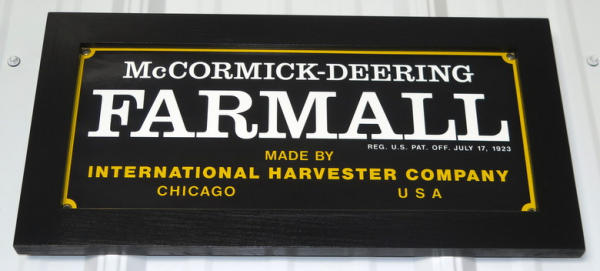 McCORMICK-DEERING
FARMALL
REG. U.S. PAT. OFF. JULY 17, 1923
MADE BY
INTERNATIONAL HARVESTER COMPANY
CHICAGO USA